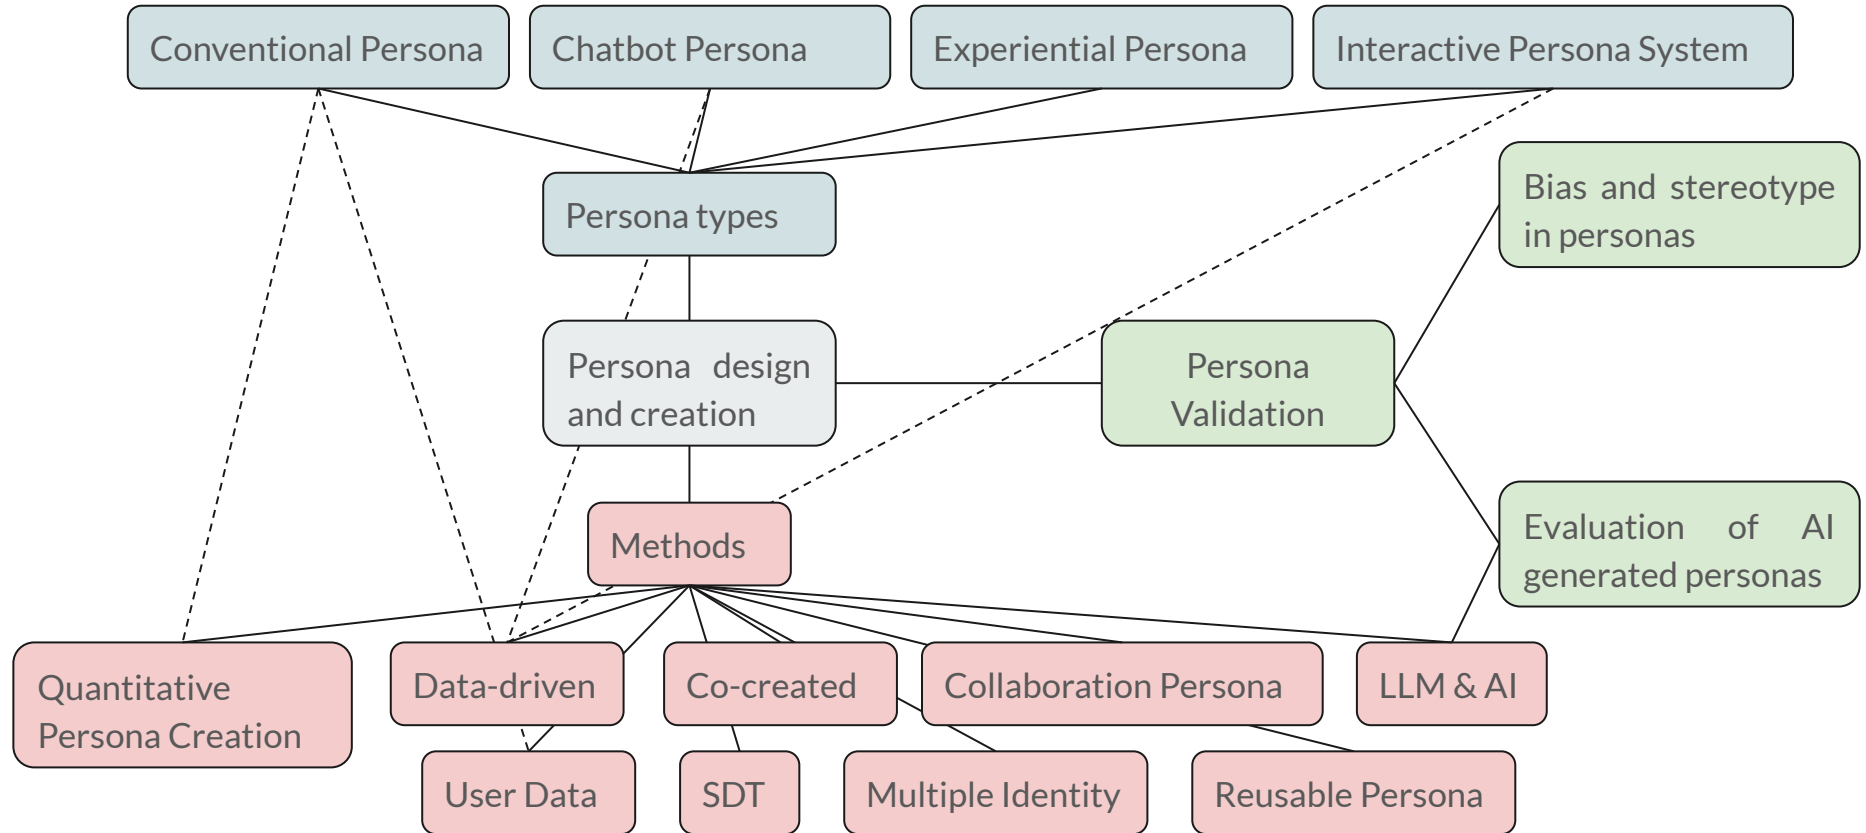 Conventional Persona
Chatbot Persona
Experiential Persona
Interactive Persona System
Bias and stereotype
in personas
Persona types
Persona design
and creation
Persona
Validation
Methods
Evaluation of AI
generated personas
Quantitative
Persona Creation
Data-driven
Co-created
Collaboration Persona
LLM & AI
User Data
SDT
Multiple Identity
Reusable Persona